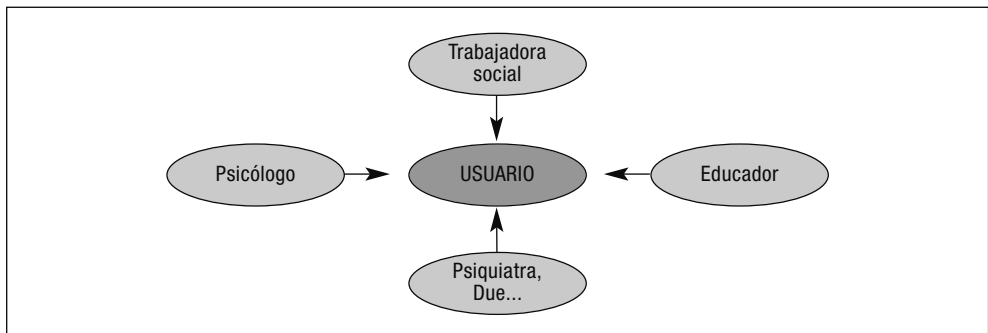 Trabajadora
social
Psicólogo
USUARIO
Educador
Psiquiatra,
Due...